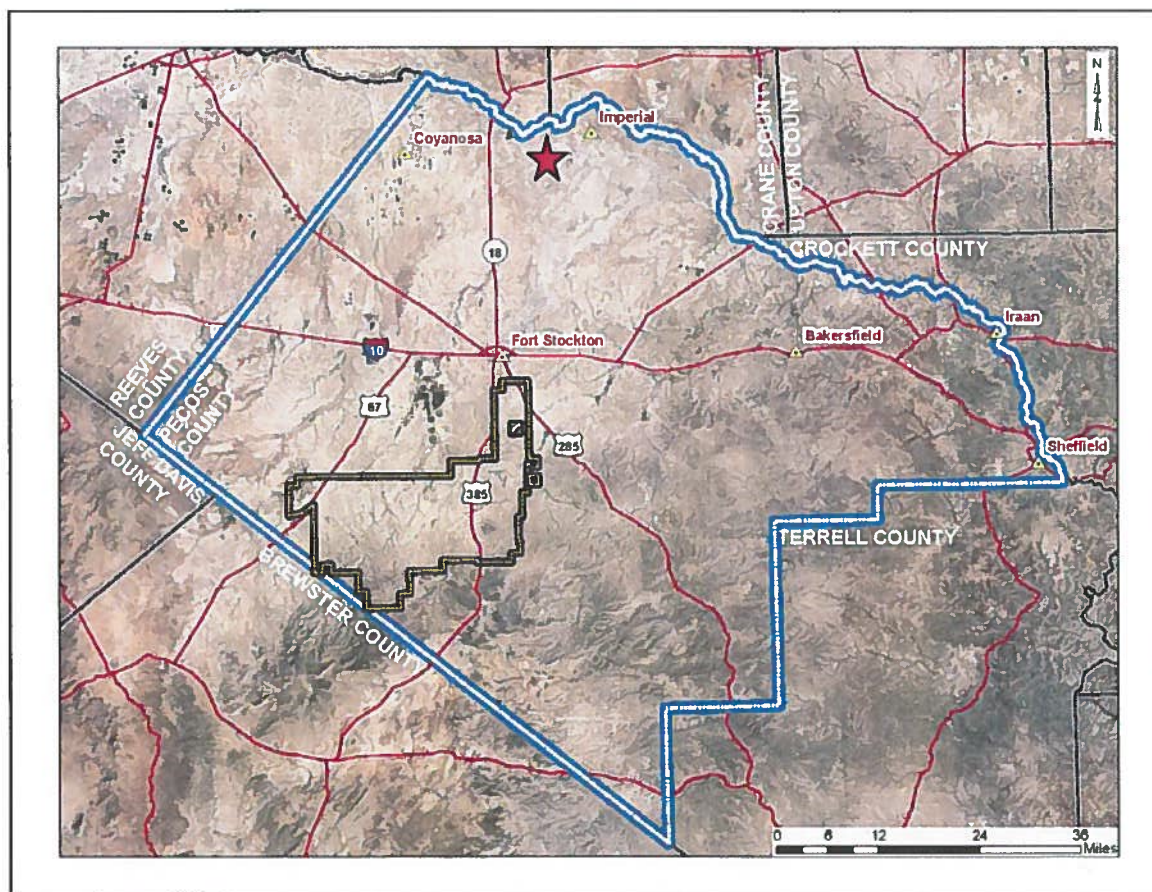 N
Imperial
Coyanosa
CRANE COUNTY
UPTON COUNTY
18
CROCKETT COUNTY
Iraan
Fort Stockton
Bakersfield
10
REEVES
COUNTY
PECOS
COUNTY
67
285
JEFF DAVIS
COUNTY
Sheffield
385
TERRELL COUNTY
BREWSTER COUNTY
0 6 12 24 36
Miles